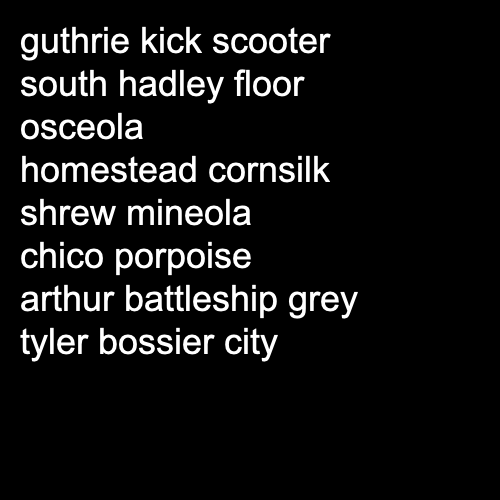 guthrie kick scooter
south hadley floor
osceola
homestead cornsilk
shrew mineola
chico porpoise
arthur battleship grey
tyler bossier city